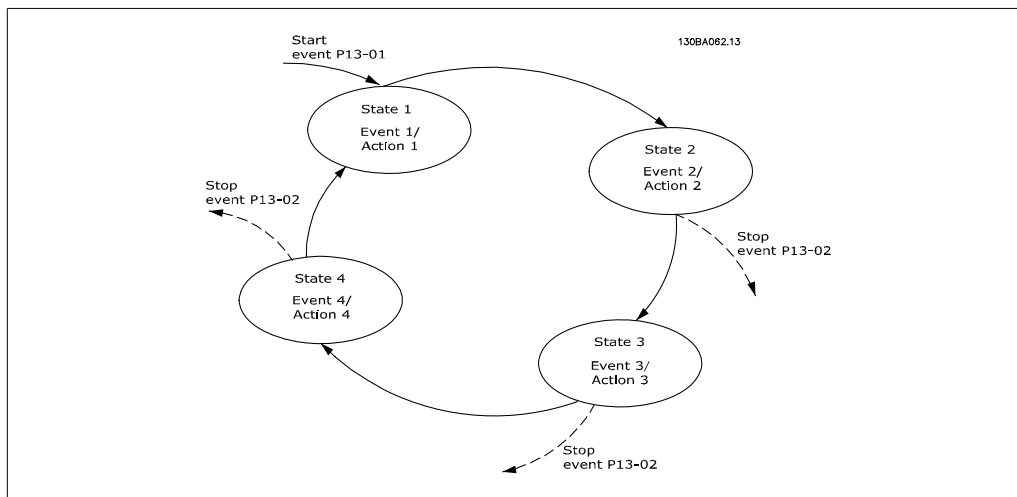 Start
event P13-01
130BA062.13
State 1
Event 1/
Action 1
State 2
Event 2/
Action 2
Stop
event P13-02
Stop
event P13-02
State 4
Event 4/
Action 4
State 3
Event 3/
Action 3
Stop
event P13-02